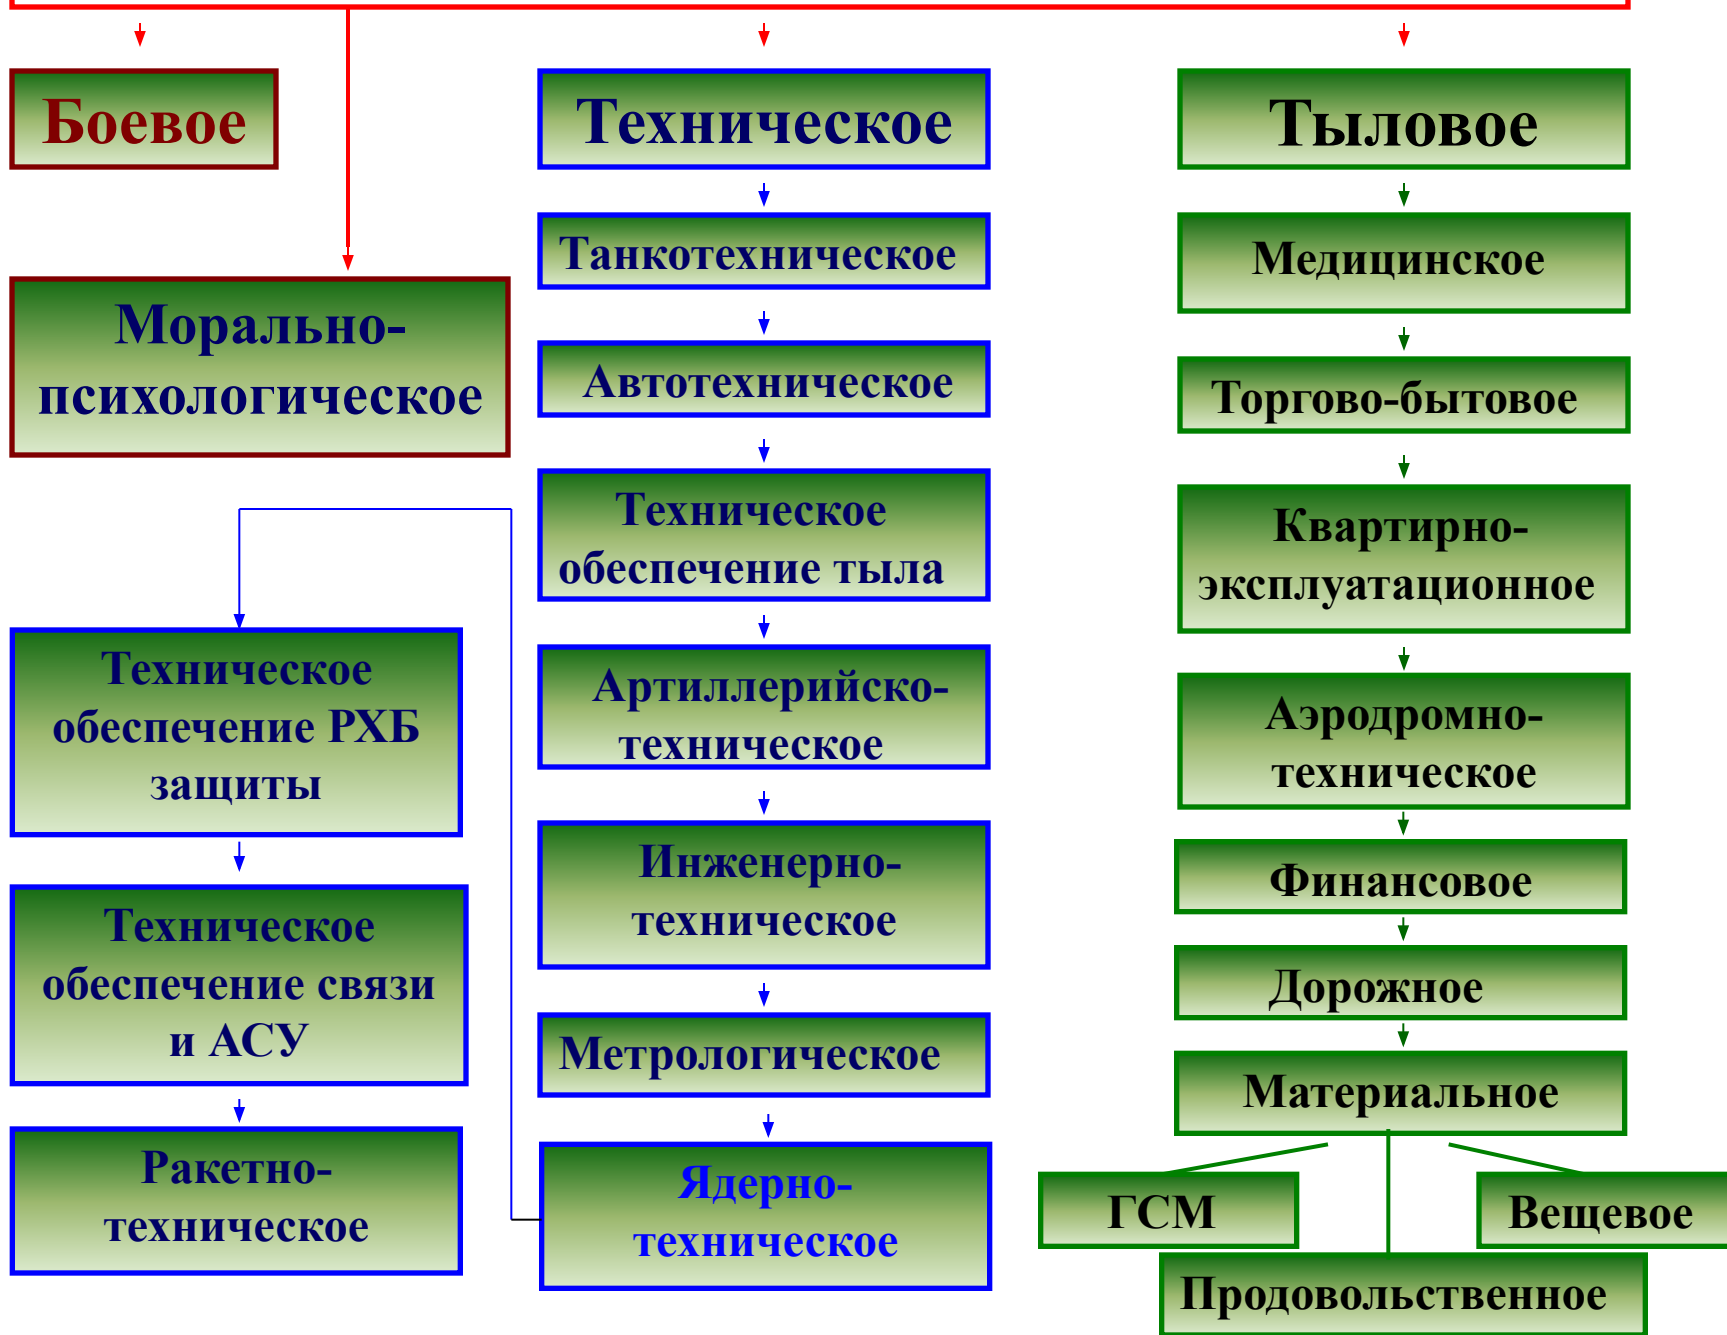 Боевое
Морально-
психологическое
Техническое
Танкотехническое
Автотехническое
Техническое
обеспечение тыла
Артиллерийско-
техническое
Инженерно-
техническое
Метрологическое
Ядерно-
техническое
Техническое
обеспечение РХБ
защиты
Техническое
обеспечение связи
и АСУ
Ракетно-
техническое
Тыловое
Медицинское
Торгово-бытовое
Квартирно-
эксплуатационное
Аэродромно-
техническое
Финансовое
Дорожное
Материальное
ГСМ
Вещевое
Продовольственное